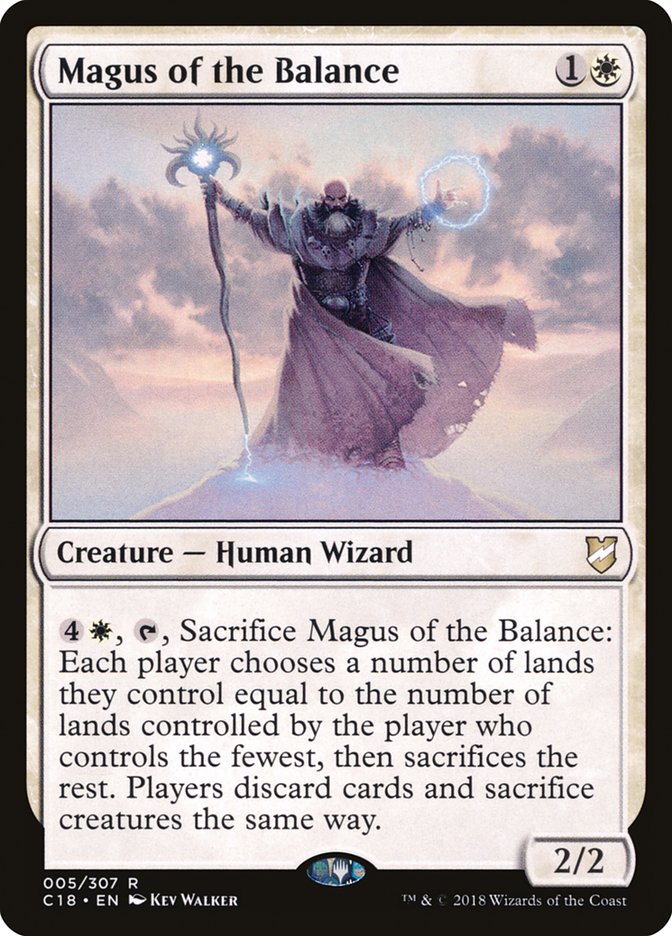 Magus of the Balance 1
Creature — Human Wizard
4, , Sacrifice Magus of the Balance:
Each player chooses a number of lands
they control equal to the number of
lands controlled by the player who
controls the fewest, then sacrifices the
rest. Players discard cards and sacrifice
creatures the same way.
2/2
005/307 R
C18 • EN Kev Walker
™ & © 2018 Wizards of the Coast